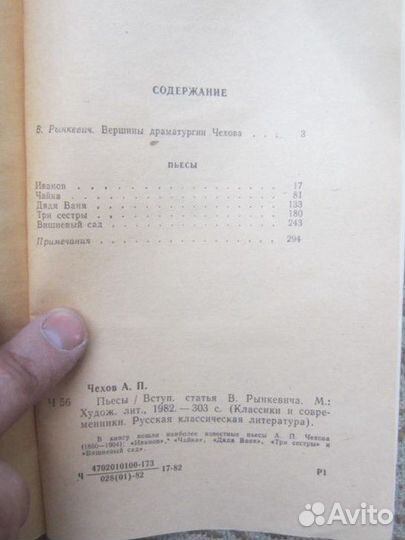 СОДЕРЖАНИЕ
В. Рынкевич. Вершины драматургии Чехова . . . 3
ПЬЕСЫ
Иванов . . . . . . . . . . . 17
Чайка . . . . . . . . . . . 81
Дядя Ваня . . . . . . . . . . 133
Три сестры . . . . . . . . . . 180
Вишневый сад . . . . . . . . . 243
Примечания . . . . . . . . . . 294
Чехов А. П.
Ч 56 Пьесы / Вступ. статья В. Рынкевича. М.:
Худож. лит., 1982.—303 с. (Классики и совре-
менники. Русская классическая литература).
В книгу вошли наиболее известные пьесы А. П. Чехова
(1860—1904): «Иванов», «Чайка», «Дядя Ваня», «Три сестры» и
«Вишневый сад».
Ч 4702010100-173 17-82 Р1
028(01)-82
Avito